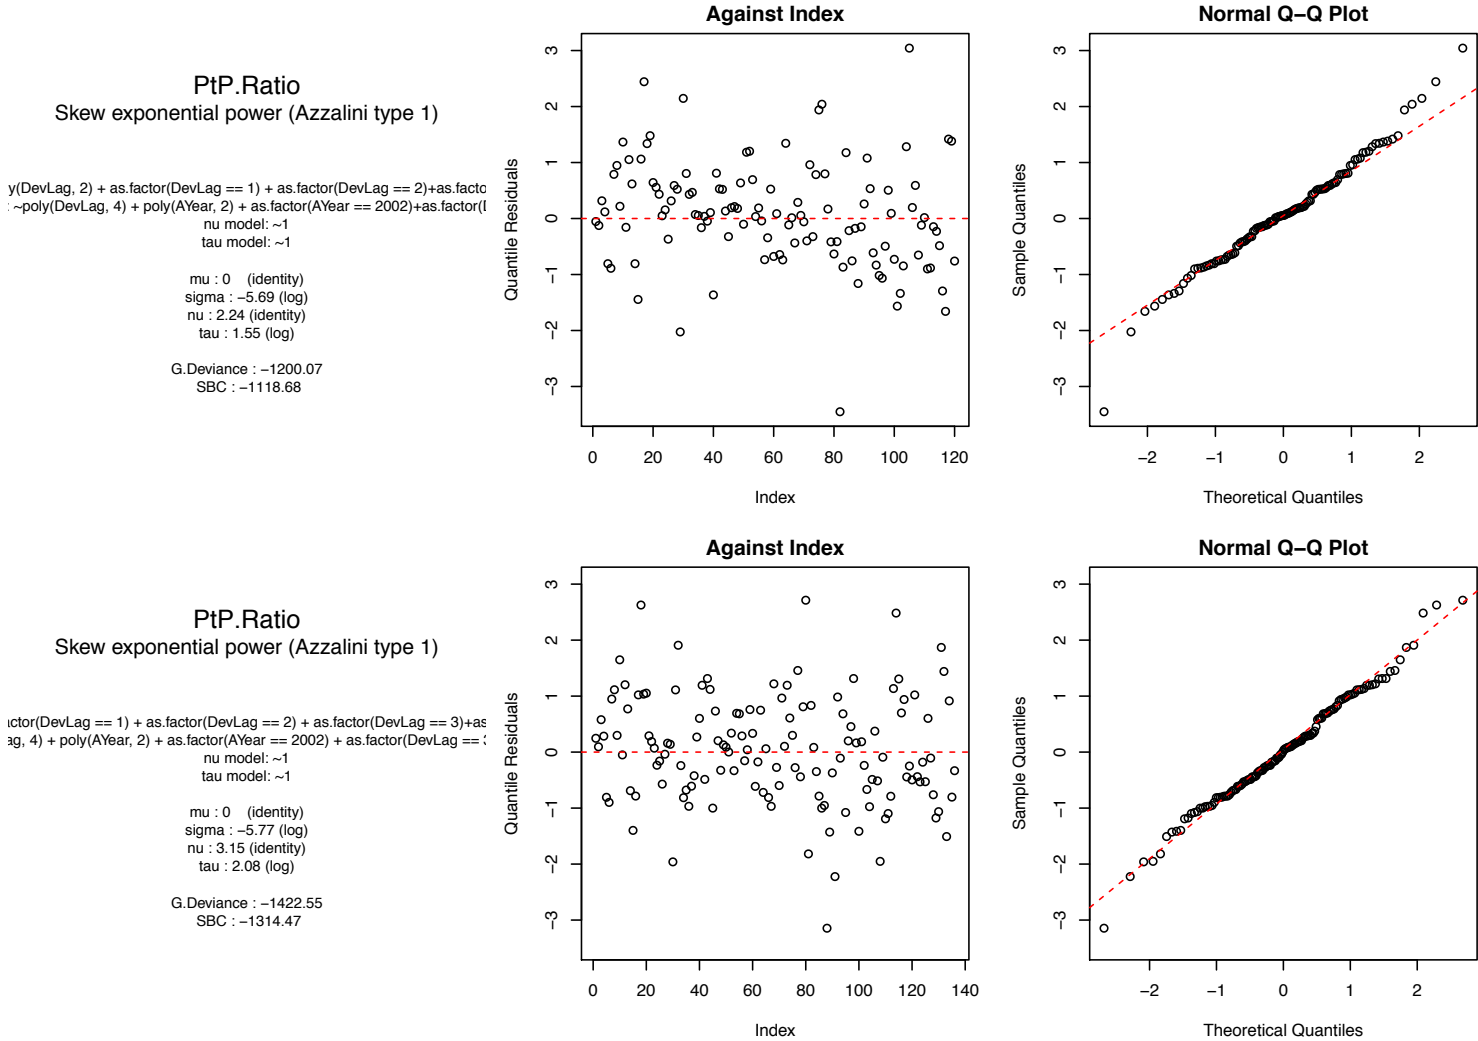 PtP.Ratio
Skew exponential power (Azzalini type 1)
y(DevLag, 2) + as.factor(DevLag == 1) + as.factor(DevLag == 2)+as.facto
: ~poly(DevLag, 4) + poly(AYear, 2) + as.factor(AYear == 2002)+as.factor(D
nu model: ~1
tau model: ~1
mu : 0 (identity)
sigma : −5.69 (log)
nu : 2.24 (identity)
tau : 1.55 (log)
G.Deviance : −1200.07
SBC : −1118.68
Against Index
Quantile Residuals
3
2
1
0
−1
−2
−3
0 20 40 60 80 100 120
Index
Normal Q−Q Plot
Sample Quantiles
3
2
1
0
−1
−2
−3
−2 −1 0 1 2
Theoretical Quantiles
PtP.Ratio
Skew exponential power (Azzalini type 1)
actor(DevLag == 1) + as.factor(DevLag == 2) + as.factor(DevLag == 3)+as
ag, 4) + poly(AYear, 2) + as.factor(AYear == 2002) + as.factor(DevLag == 3
nu model: ~1
tau model: ~1
mu : 0 (identity)
sigma : −5.77 (log)
nu : 3.15 (identity)
tau : 2.08 (log)
G.Deviance : −1422.55
SBC : −1314.47
Against Index
Quantile Residuals
3
2
1
0
−1
−2
−3
0 20 40 60 80 100 120 140
Index
Normal Q−Q Plot
Sample Quantiles
3
2
1
0
−1
−2
−3
−2 −1 0 1 2
Theoretical Quantiles